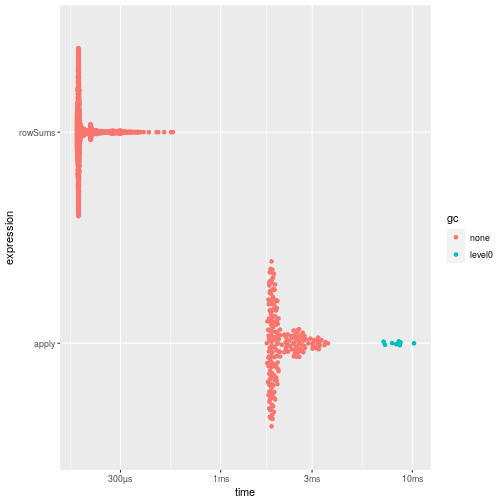 rowSums
apply
expression
300µs
1ms
3ms
10ms
time
gc
none
level0